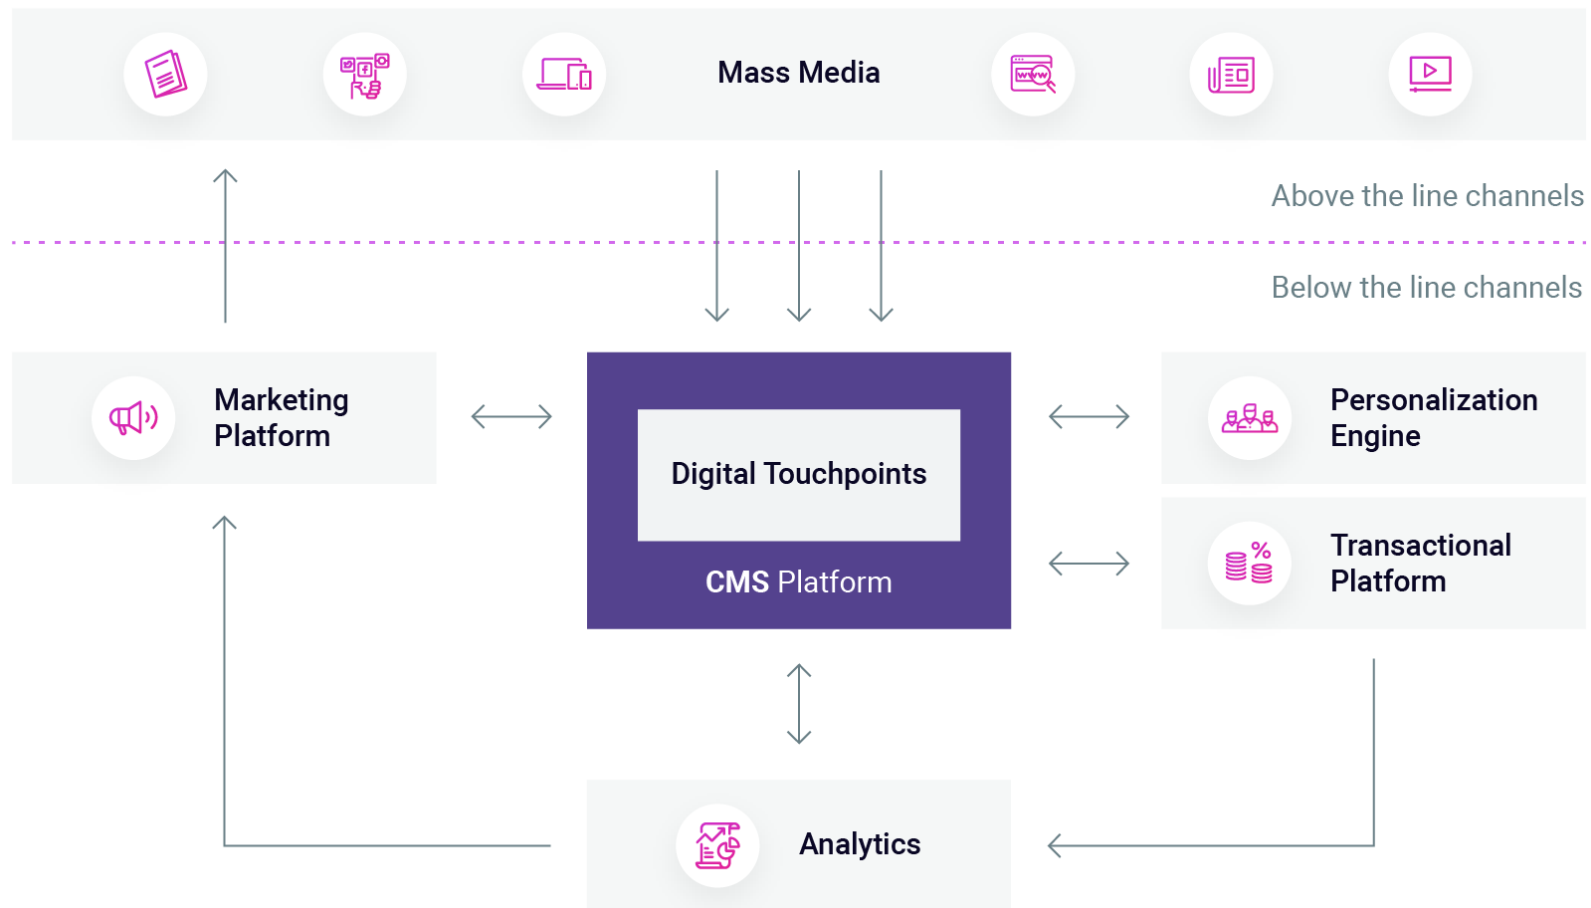 Mass Media
www
Above the line channels
Below the line channels
Marketing
Platform
Personalization
Engine
Digital Touchpoints
CMS Platform
Transactional
Platform
%
Analytics